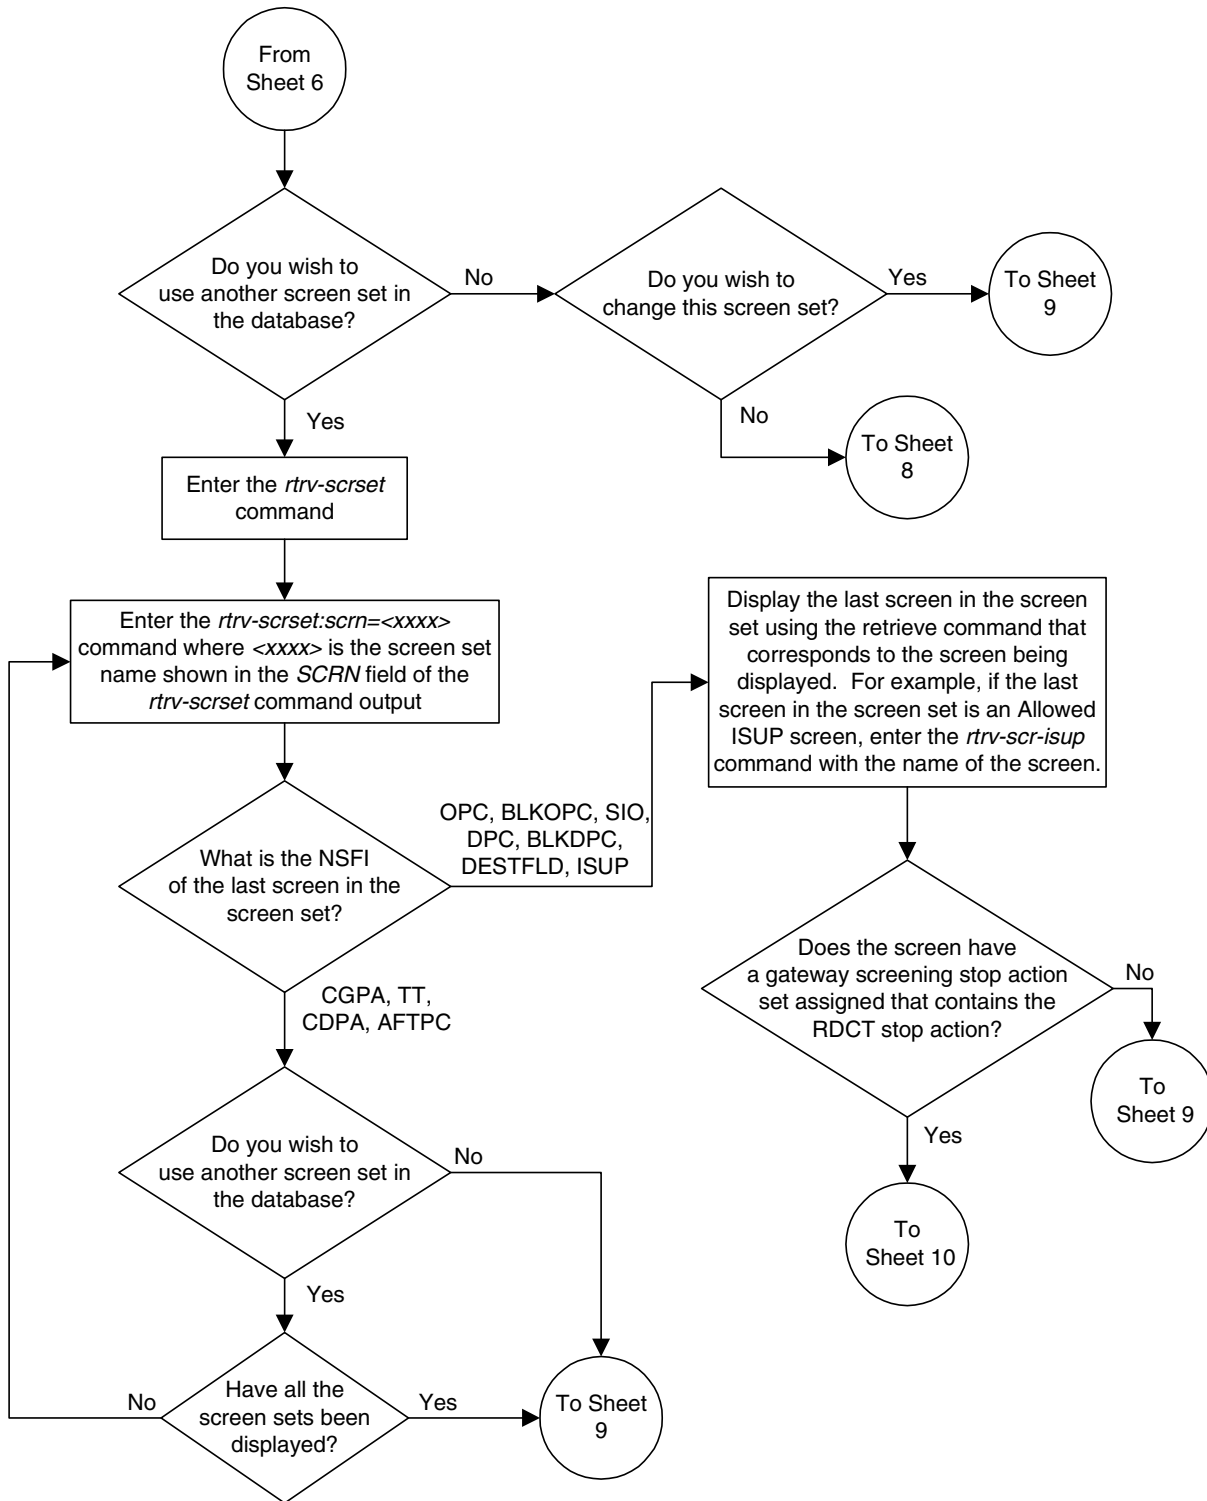 From
Sheet 6
Do you wish to
use another screen set in
the database?
No
Do you wish to
change this screen set?
Yes
To Sheet
9
Yes
No
To Sheet
8
Enter the rtrv-scrset
command
Enter the rtrv-scrset:scrn=<xxxx>
command where <xxxx> is the screen set
name shown in the SCRN field of the
rtrv-scrset command output
Display the last screen in the screen
set using the retrieve command that
corresponds to the screen being
displayed.  For example, if the last
screen in the screen set is an Allowed
ISUP screen, enter the rtrv-scr-isup
command with the name of the screen.
What is the NSFI
of the last screen in the
screen set?
OPC, BLKOPC, SIO,
DPC, BLKDPC,
DESTFLD, ISUP
CGPA, TT,
CDPA, AFTPC
Does the screen have
a gateway screening stop action
set assigned that contains the
RDCT stop action?
No
To
Sheet 9
Yes
To
Sheet 10
Do you wish to
use another screen set in
the database?
No
Yes
Have all the
screen sets been
displayed?
No
Yes
To Sheet
9